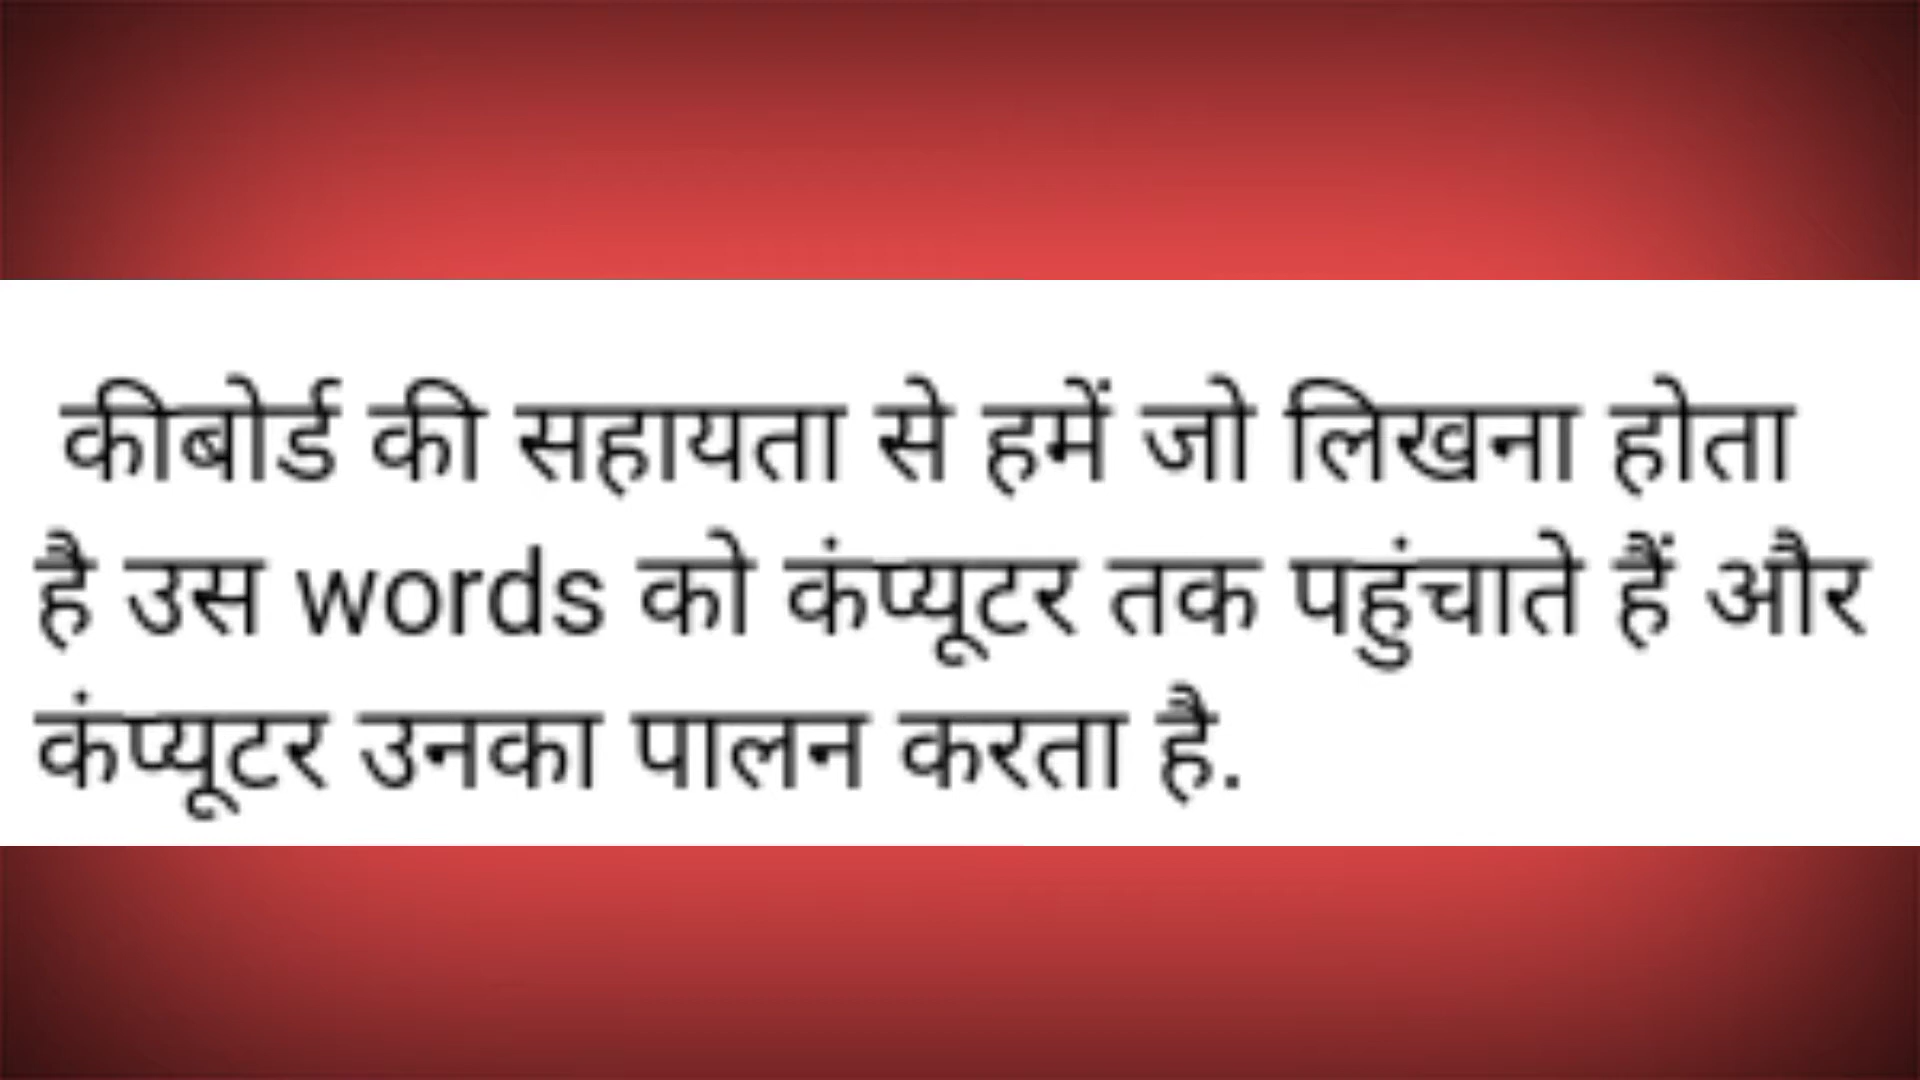 कीबोर्ड की सहायता से हमें जो लिखना होता
है उस words को कंप्यूटर तक पहुंचाते हैं और
कंप्यूटर उनका पालन करता है.